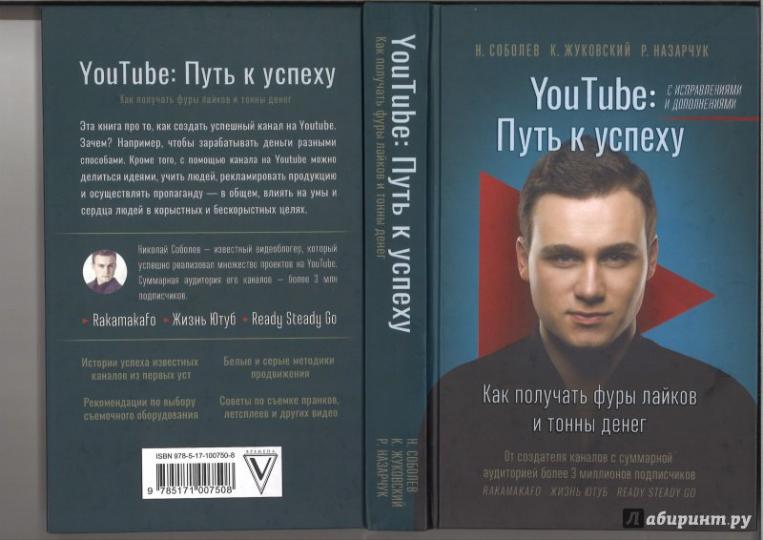 YouTube: Путь к успеху
Как получать фуры лайков и тонны денег
Эта книга про то, как создать успешный канал на Youtube.
Зачем? Например, чтобы зарабатывать деньги разными
способами. Кроме того, с помощью канала на Youtube можно
делиться идеями, учить людей, рекламировать продукцию
и осуществлять пропаганду — в общем, влиять на умы и
сердца людей в корыстных и бескорыстных целях.
Николай Соболев — известный видеоблогер, который
успешно реализовал множество проектов на YouTube.
Суммарная аудитория его каналов — более 3 млн
подписчиков.
Rakamakafo Жизнь Ютуб Ready Steady Go
Истории успеха известных
каналов из первых уст
Белые и серые методики
продвижения
Рекомендации по выбору
съемочного оборудования
Советы по съемке пранков,
летсплеев и других видео
ISBN 978-5-17-100750-8
9 785171 007508
ВРЕМЕНА
YouTube: Путь к успеху
Как получать фуры лайков и тонны денег
Н. СОБОЛЕВ
К. ЖУКОВСКИЙ
Р. НАЗАРЧУК
Н. СОБОЛЕВ К. ЖУКОВСКИЙ Р. НАЗАРЧУК
YouTube:
Путь к успеху
С ИСПРАВЛЕНИЯМИ
И ДОПОЛНЕНИЯМИ
Как получать фуры лайков
и тонны денег
От создателя каналов с суммарной
аудиторией более 3 миллионов подписчиков
RAKAMAKAFO ЖИЗНЬ ЮТУБ READY STEADY GO
Лабиринт.ру